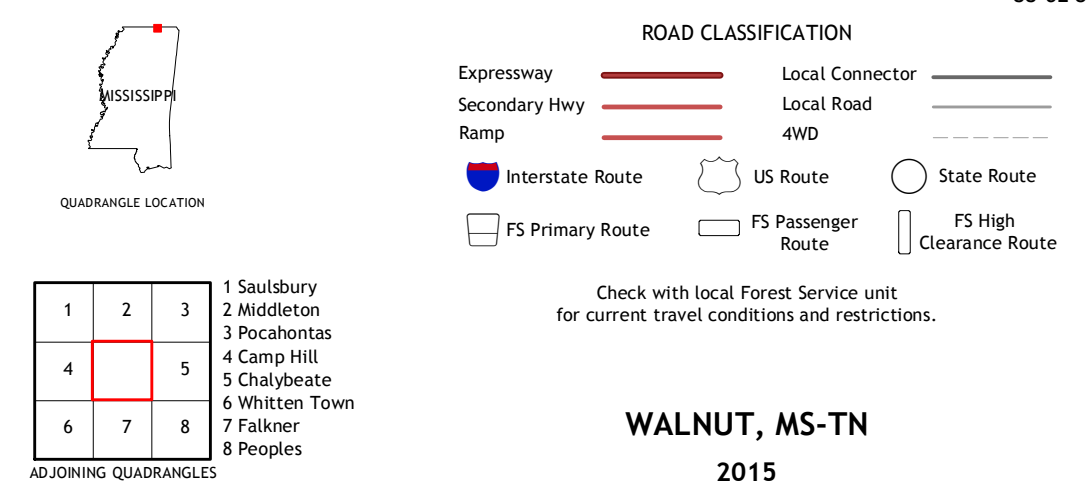 MISSISSIPPI
QUADRANGLE LOCATION
ROAD CLASSIFICATION
Expressway
Local Connector
Secondary Hwy
Local Road
Ramp
4WD
Interstate Route
US Route
State Route
FS Primary Route
FS Passenger
Route
FS High
Clearance Route
Check with local Forest Service unit
for current travel conditions and restrictions.
1 2 3
4 5
6 7 8
1 Saulsbury
2 Middleton
3 Pocahontas
4 Camp Hill
5 Chalybeate
6 Whitten Town
7 Falkner
8 Peoples
ADJOINING QUADRANGLES
WALNUT, MS-TN
2015